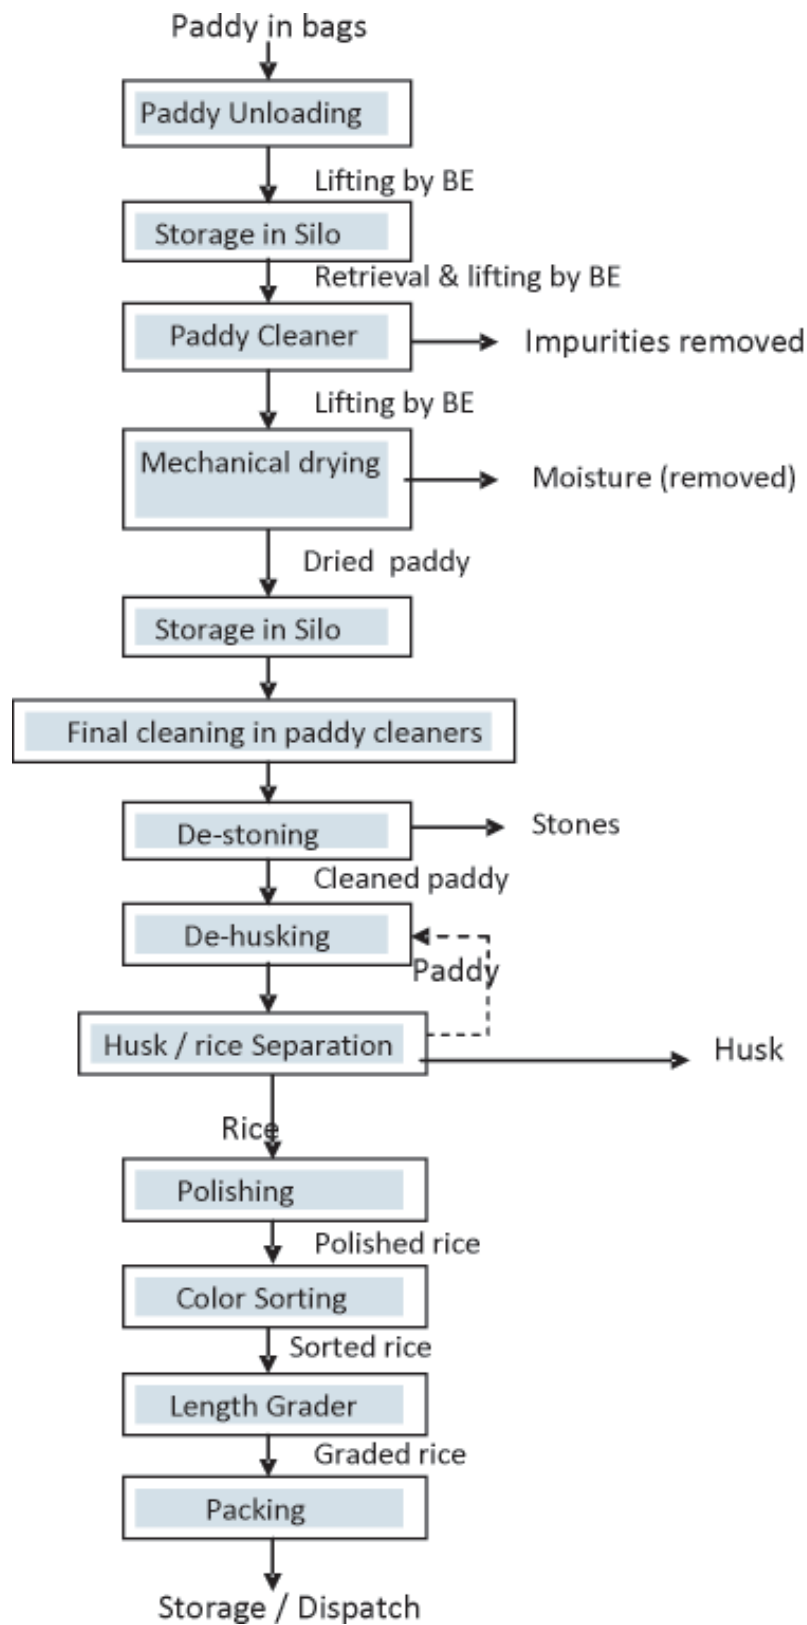 Paddy in bags
Paddy Unloading
Lifting by BE
Storage in Silo
Retrieval & lifting by BE
Paddy Cleaner
Impurities removed
Lifting by BE
Mechanical drying
Moisture (removed)
Dried paddy
Storage in Silo
Final cleaning in paddy cleaners
De-stoning
Stones
Cleaned paddy
De-husking
Paddy
Husk / rice Separation
Husk
Rice
Polishing
Polished rice
Color Sorting
Sorted rice
Length Grader
Graded rice
Packing
Storage / Dispatch